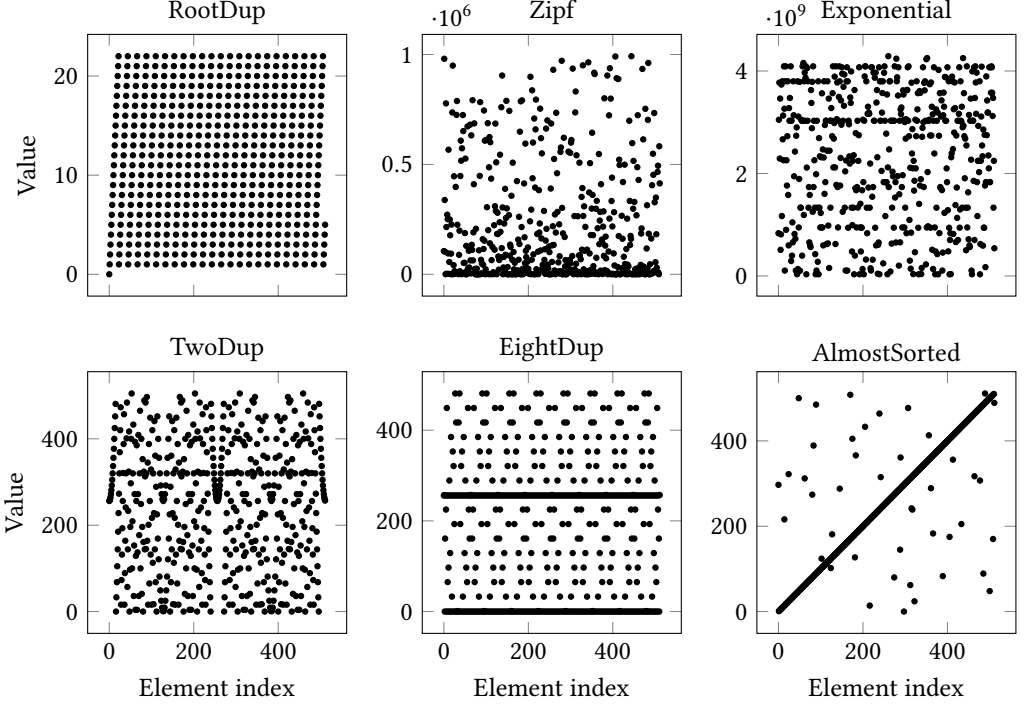 RootDup
Zipf
Exponential
·10^6
·10^9
Value
20
10
0
1
0.5
0
4
2
0
TwoDup
EightDup
AlmostSorted
Value
400
200
0
400
200
0
400
200
0
0 200 400
0 200 400
0 200 400
Element index
Element index
Element index